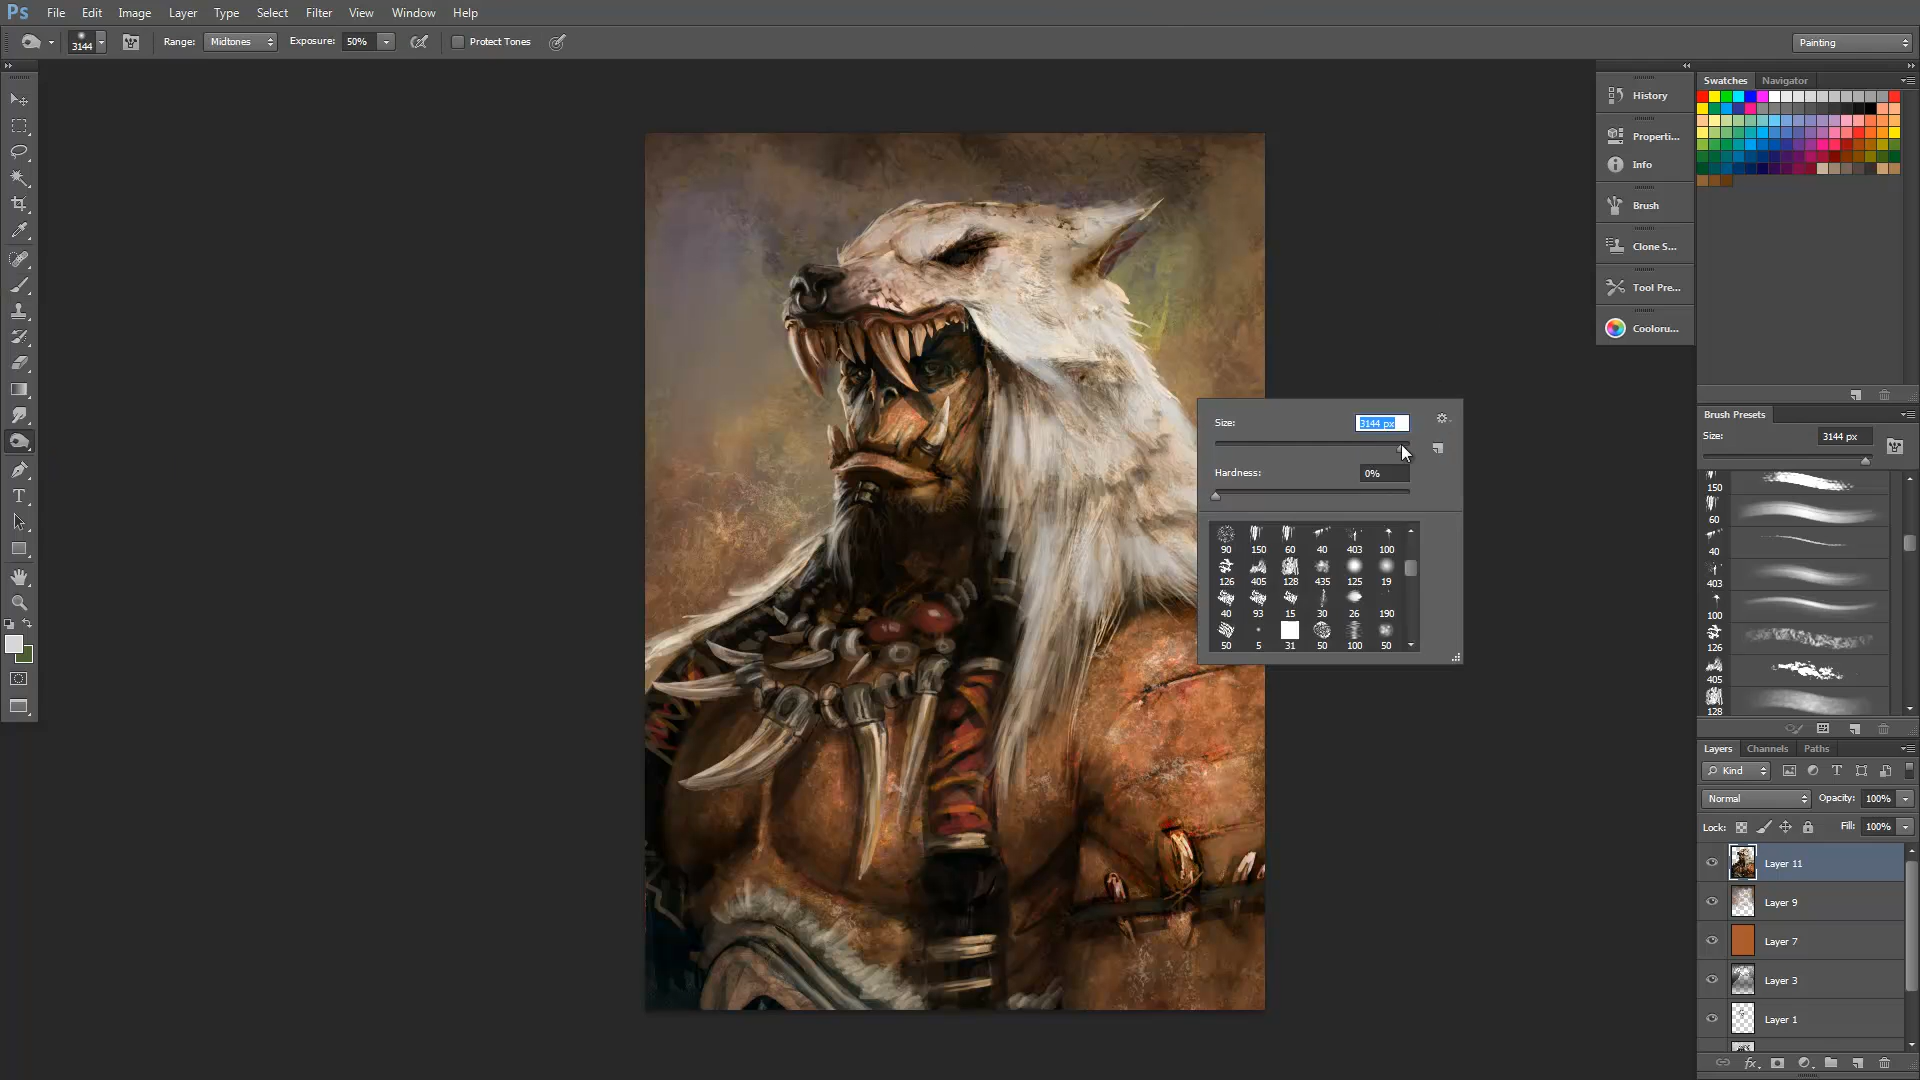 Ps File Edit Image Layer Type Select Filter View Window Help
3144 Range: Midtones Exposure: 50% Protect Tones Painting
Swatches Navigator
History
Properti...
Info
Brush
Clone S...
Tool Pre...
Cooloru...
Size: 3144 px
Hardness: 0%
90 150 60 40 403 100
126 405 128 435 125 19
40 93 15 30 26 190
50 5 31 50 100 50
Brush Presets
Size: 3144 px
150
60
40
403
100
126
405
128
Layers Channels Paths
Kind T
Normal Opacity: 100%
Lock: Fill: 100%
Layer 11
Layer 9
Layer 7
Layer 3
Layer 1
fx